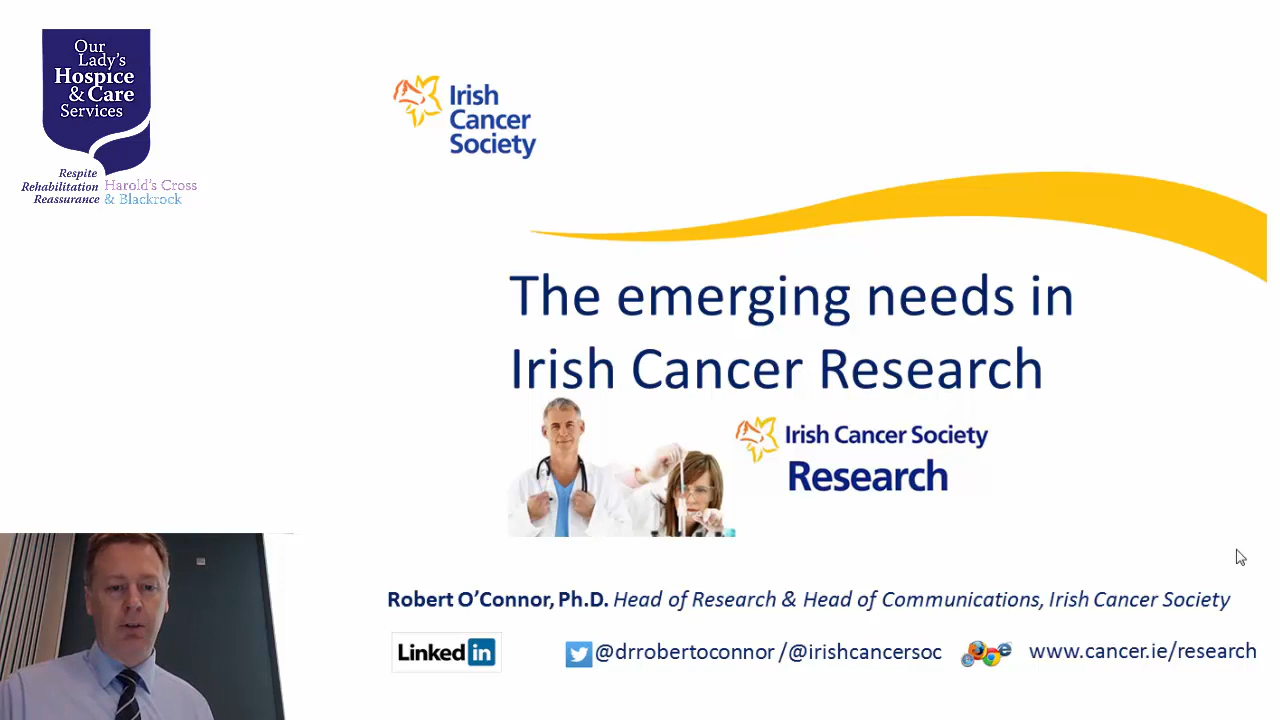 Our
Lady's
Hospice
& Care
Services
Respite
Rehabilitation
Reassurance
Harold's Cross
& Blackrock
Irish
Cancer
Society
The emerging needs in
Irish Cancer Research
Irish Cancer Society
Research
Robert O'Connor, Ph.D. Head of Research & Head of Communications, Irish Cancer Society
Linked in
@drrobertoconnor /@irishcancersoc
www.cancer.ie/research